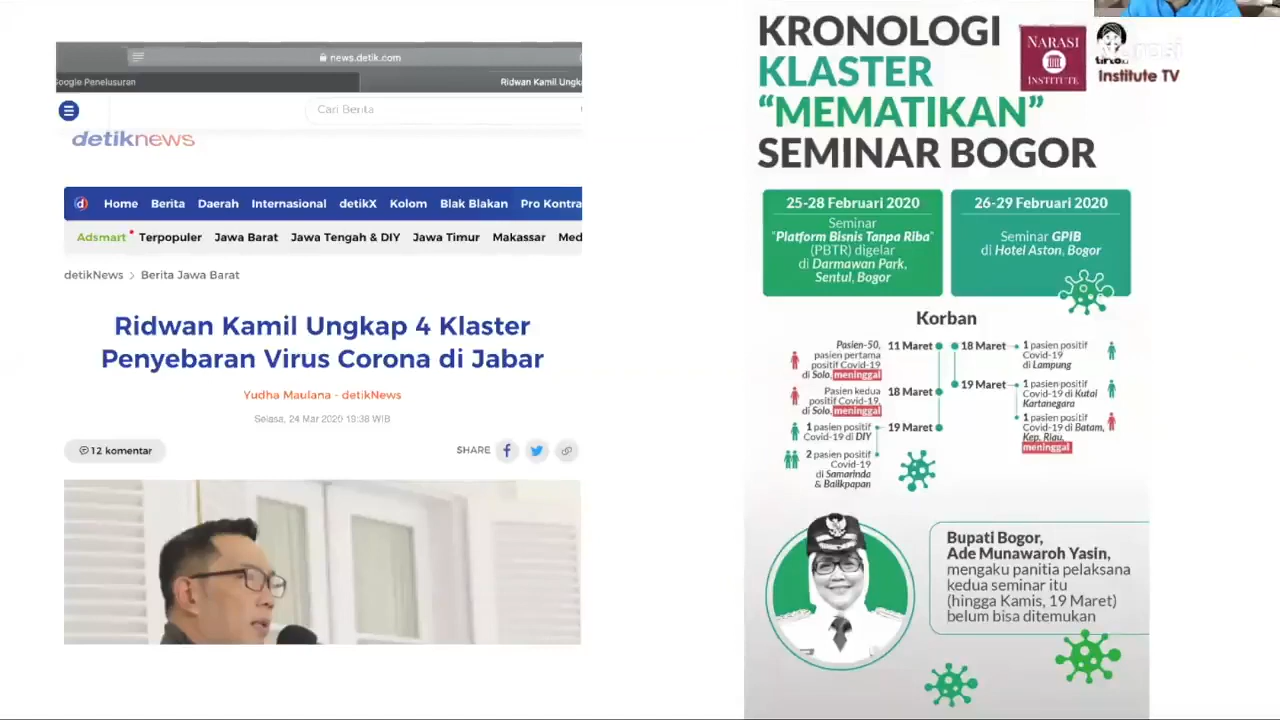 news.detik.com
Google Penelusuran
Ridwan Kamil Ungk
Cari Berita
detiknews
d Home Berita Daerah Internasional detikX Kolom Blak Blakan Pro Kontra
Adsmart Terpopuler Jawa Barat Jawa Tengah & DIY Jawa Timur Makassar Med
detikNews > Berita Jawa Barat
Ridwan Kamil Ungkap 4 Klaster
Penyebaran Virus Corona di Jabar
Yudha Maulana - detikNews
Selasa, 24 Mar 2020 19:38 WIB
12 komentar
SHARE
KRONOLOGI
KLASTER
“MEMATIKAN”
SEMINAR BOGOR
NARASI
INSTITUTE
tirto
Narasi
Institute TV
25-28 Februari 2020
Seminar
"Platform Bisnis Tanpa Riba"
(PBTR) digelar
di Darmawan Park,
Sentul, Bogor
26-29 Februari 2020
Seminar GPIB
di Hotel Aston, Bogor
Korban
11 Maret
Pasien-50,
pasien pertama
positif Covid-19
di Solo, meninggal
18 Maret
Pasien kedua
positif Covid-19,
di Solo, meninggal
19 Maret
1 pasien positif
Covid-19 di DIY
2 pasien positif
Covid-19
di Samarinda
& Balikpapan
18 Maret
1 pasien positif
Covid-19
di Lampung
19 Maret
1 pasien positif
Covid-19 di Kutai
Kartanegara
1 pasien positif
Covid-19 di Batam,
Kep. Riau,
meninggal
Bupati Bogor,
Ade Munawaroh Yasin,
mengaku panitia pelaksana
kedua seminar itu
(hingga Kamis, 19 Maret)
belum bisa ditemukan